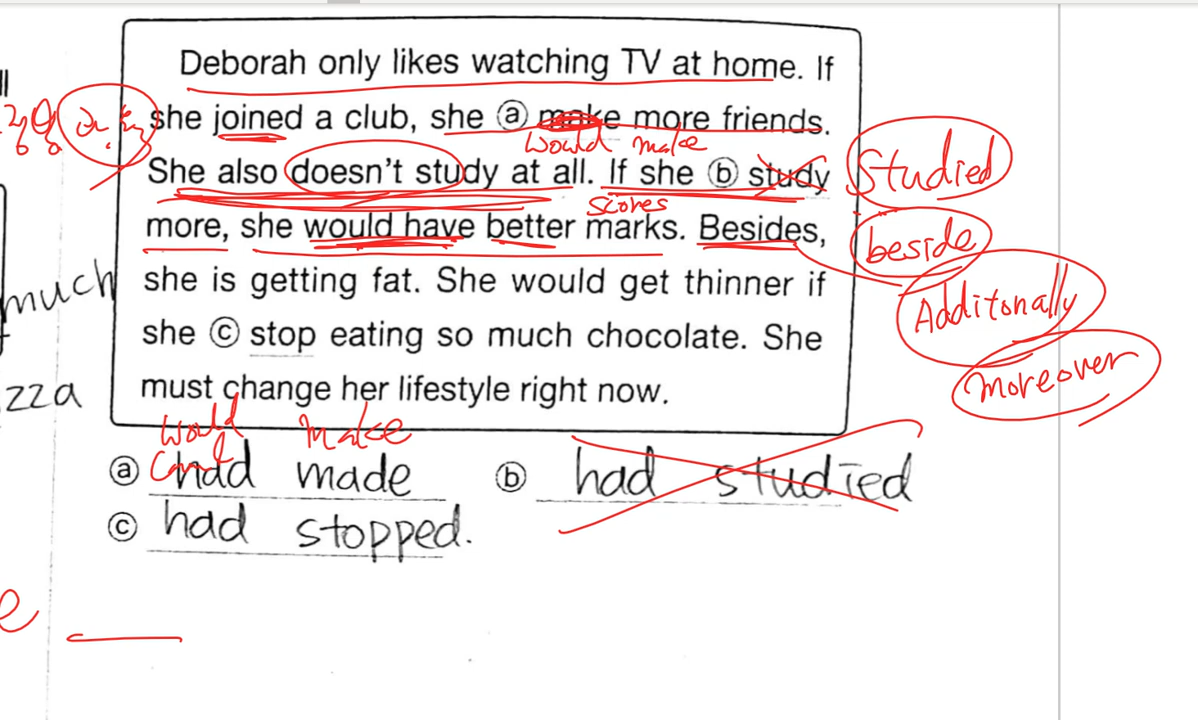 Deborah only likes watching TV at home. If
she joined a club, she ⓐ make more friends.
would make
She also doesn't study at all. If she ⓑ study
studied
scores
more, she would have better marks. Besides,
beside
she is getting fat. She would get thinner if
Additonally
much
she ⓒ stop eating so much chocolate. She
moreover
must change her lifestyle right now.
zza
would make
ⓐ had made ⓑ had studied
ⓒ had stopped.
e